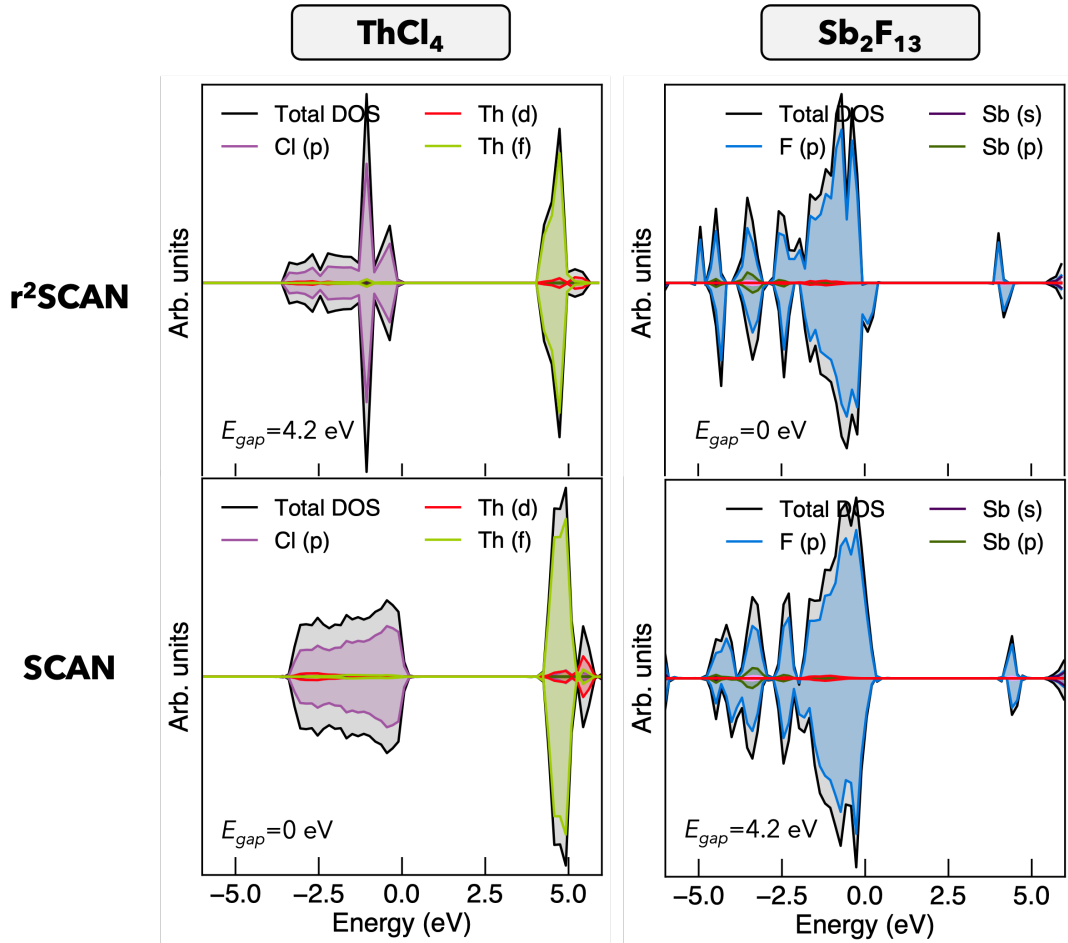 ThCl4
Sb2F13
r²SCAN
Arb. units
Total DOS
Cl (p)
Th (d)
Th (f)
Egap=4.2 eV
Arb. units
Total DOS
F (p)
Sb (s)
Sb (p)
Egap=0 eV
SCAN
Arb. units
Total DOS
Cl (p)
Th (d)
Th (f)
Egap=0 eV
−5.0 −2.5 0.0 2.5 5.0
Energy (eV)
Arb. units
Total DOS
F (p)
Sb (s)
Sb (p)
Egap=4.2 eV
−5.0 −2.5 0.0 2.5 5.0
Energy (eV)